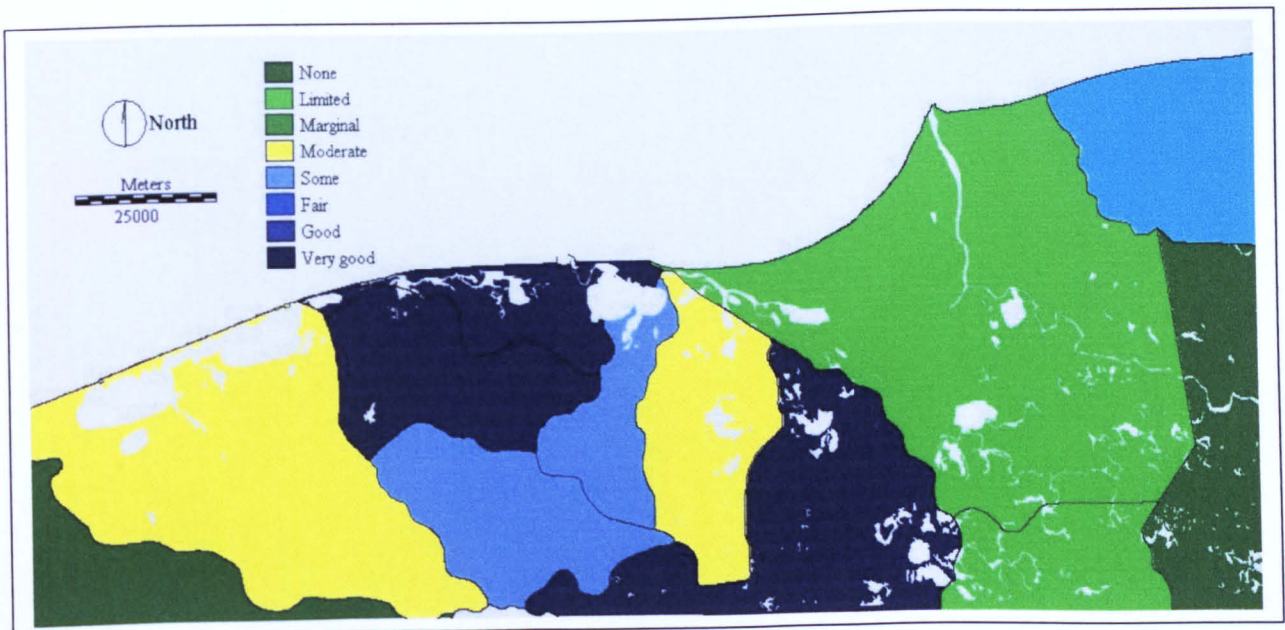 North
Meters
25000
None
Limited
Marginal
Moderate
Some
Fair
Good
Very good